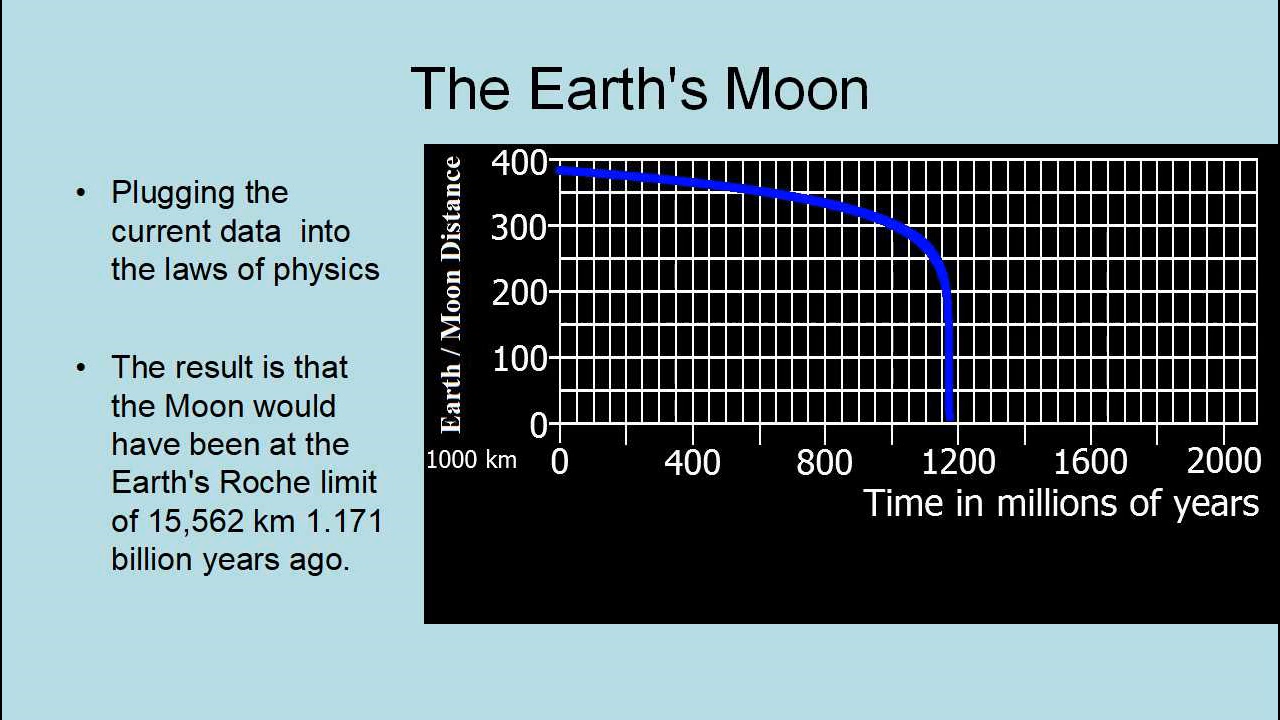 The Earth's Moon
• Plugging the
current data  into
the laws of physics
• The result is that
the Moon would
have been at the
Earth's Roche limit
of 15,562 km 1.171
billion years ago.
Earth / Moon Distance
400
300
200
100
0
1000 km
0 400 800 1200 1600 2000
Time in millions of years